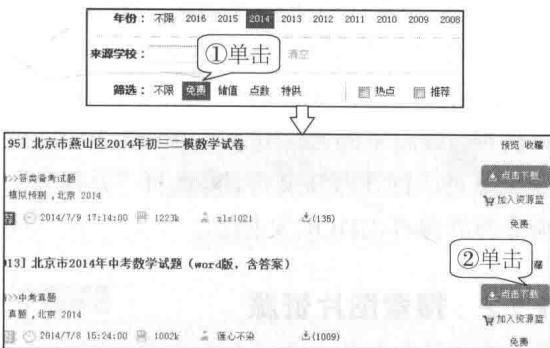 年份： 不限 2016 2015 2014 2013 2012 2011 2010 2009 2008
来源学校： 清空
①单击
筛选： 不限 免费 储值 点数 特供 热点 推荐
95] 北京市燕山区2014年初三二模数学试卷 预览 收藏
>>备类备考试题 点击下载
模拟特别 , 北京 2014 加入资源篮
荐 2014/7/9 17:14:00 1223k zlx1021 (135) 免费
13] 北京市2014年中考数学试题（word版，含答案） 藏
②单击
>>中考真题 点击下载
真题 , 北京 2014 加入资源篮
2014/7/8 15:24:00 1002k 莲心不染 (1009) 免费